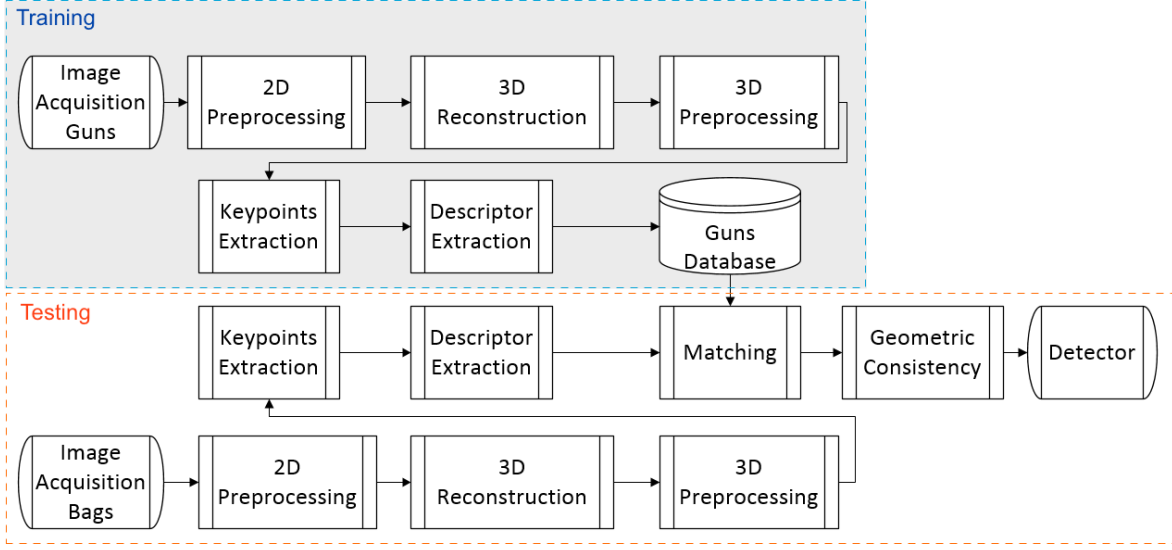 Training
Image
Acquisition
Guns
2D
Preprocessing
3D
Reconstruction
3D
Preprocessing
Keypoints
Extraction
Descriptor
Extraction
Guns
Database
Testing
Keypoints
Extraction
Descriptor
Extraction
Matching
Geometric
Consistency
Detector
Image
Acquisition
Bags
2D
Preprocessing
3D
Reconstruction
3D
Preprocessing